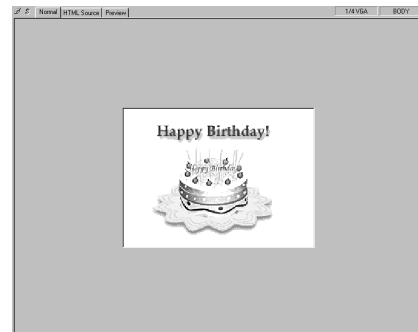 Normal HTML Source Preview 1/4 VGA BODY
Happy Birthday!
Happy Birthday